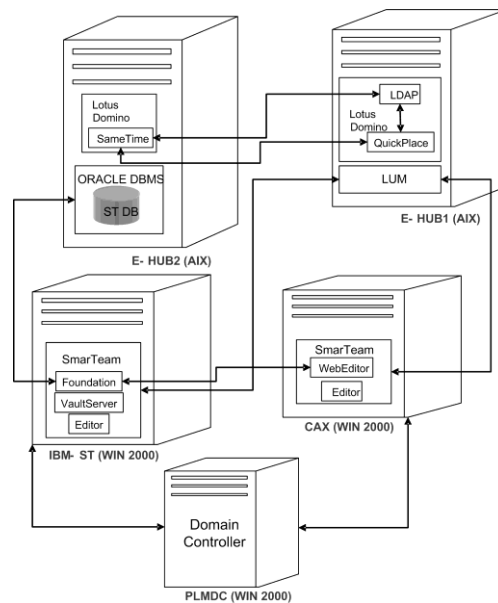 Lotus
Domino
SameTime
ORACLE DBMS
ST DB
E- HUB2 (AIX)
LDAP
Lotus
Domino
QuickPlace
LUM
E- HUB1 (AIX)
SmarTeam
Foundation
VaultServer
Editor
IBM- ST (WIN 2000)
SmarTeam
WebEditor
Editor
CAX (WIN 2000)
Domain
Controller
PLMDC (WIN 2000)